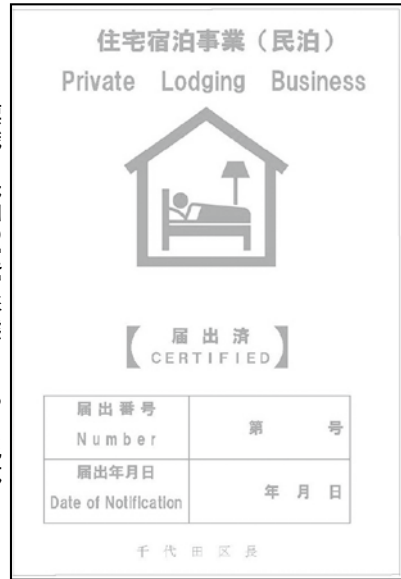 住宅宿泊事業（民泊）
Private Lodging Business
届出済
CERTIFIED
届出番号
Number
第 号
届出年月日
Date of Notification
年 月 日
千代田区長